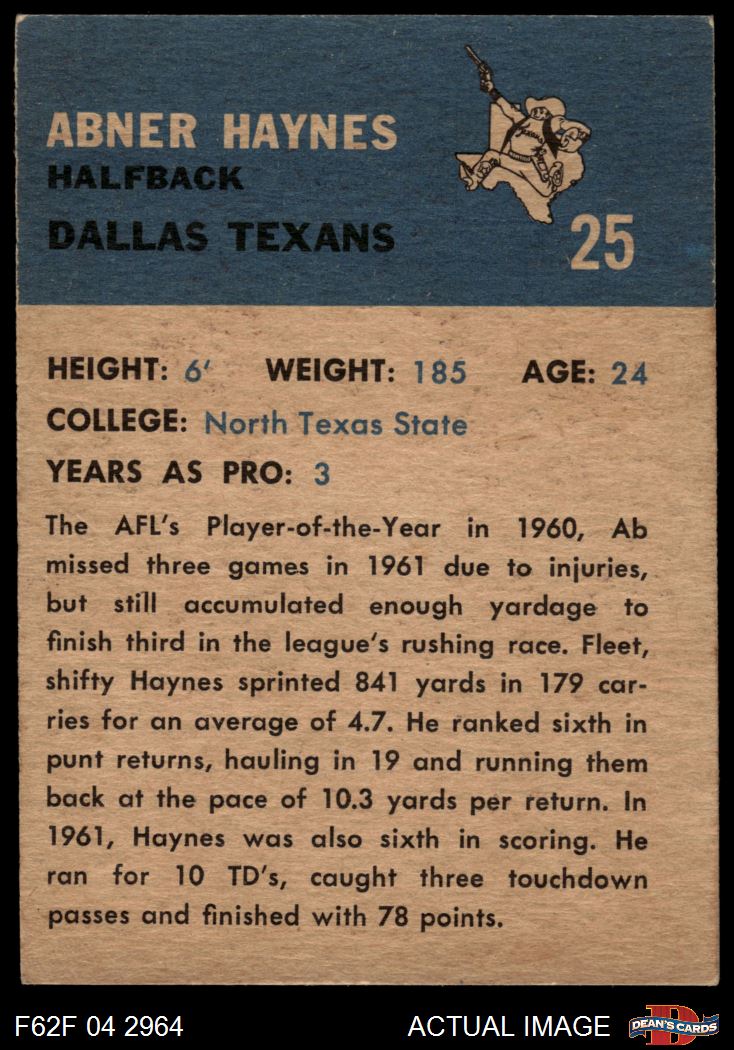 ABNER HAYNES
HALFBACK
DALLAS TEXANS
25
HEIGHT: 6' WEIGHT: 185 AGE: 24
COLLEGE: North Texas State
YEARS AS PRO: 3
The AFL's Player-of-the-Year in 1960, Ab
missed three games in 1961 due to injuries,
but still accumulated enough yardage to
finish third in the league's rushing race. Fleet,
shifty Haynes sprinted 841 yards in 179 car-
ries for an average of 4.7. He ranked sixth in
punt returns, hauling in 19 and running them
back at the pace of 10.3 yards per return. In
1961, Haynes was also sixth in scoring. He
ran for 10 TD's, caught three touchdown
passes and finished with 78 points.
F62F 04 2964 ACTUAL IMAGE
D
DEAN'S CARDS